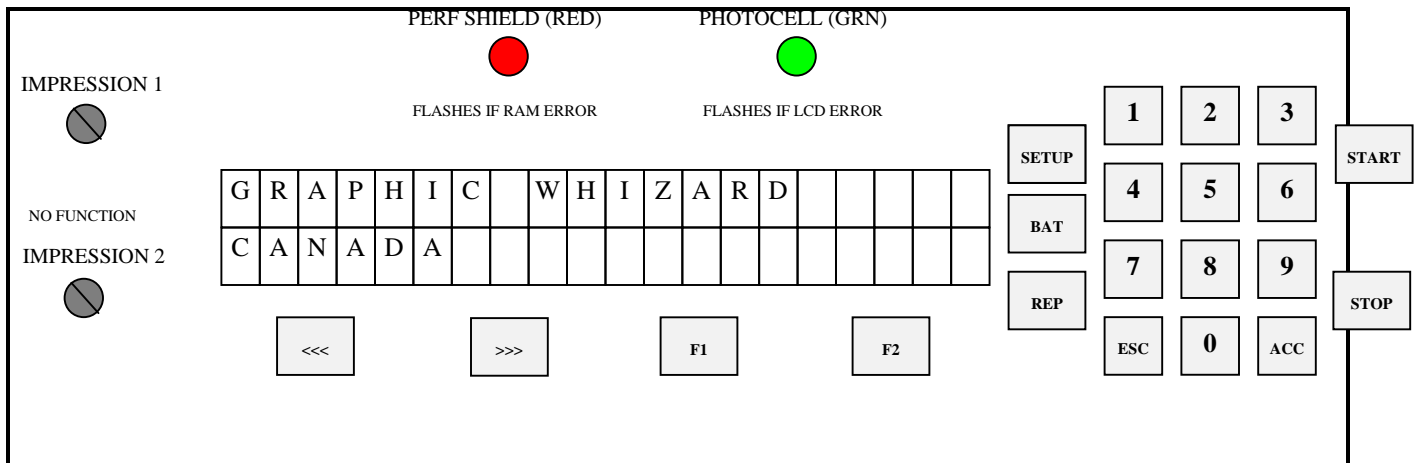 PERF SHIELD (RED) PHOTOCELL (GRN)
IMPRESSION 1
FLASHES IF RAM ERROR FLASHES IF LCD ERROR
1 2 3
SETUP START
GRAPHIC WHIZARD
4 5 6
NO FUNCTION
BAT
CANADA
IMPRESSION 2
7 8 9
REP STOP
<<< >>> F1 F2 ESC 0 ACC